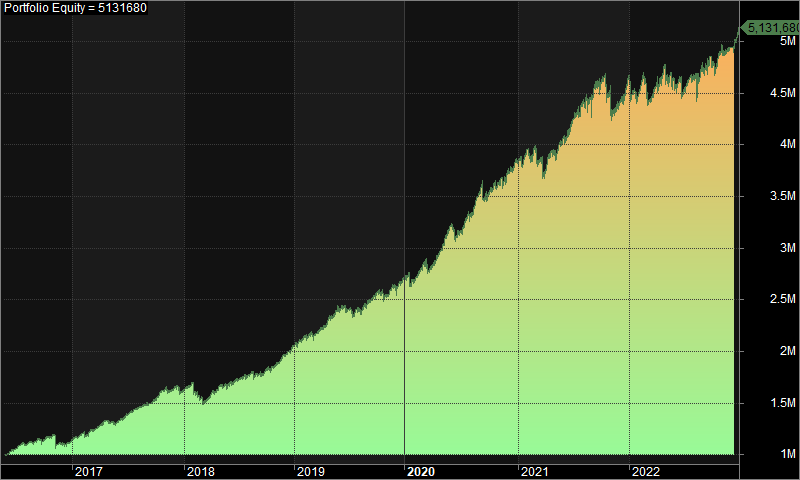 Portfolio Equity = 5131680
5,131,680
5M
4.5M
4M
3.5M
3M
2.5M
2M
1.5M
1M
2017 2018 2019 2020 2021 2022